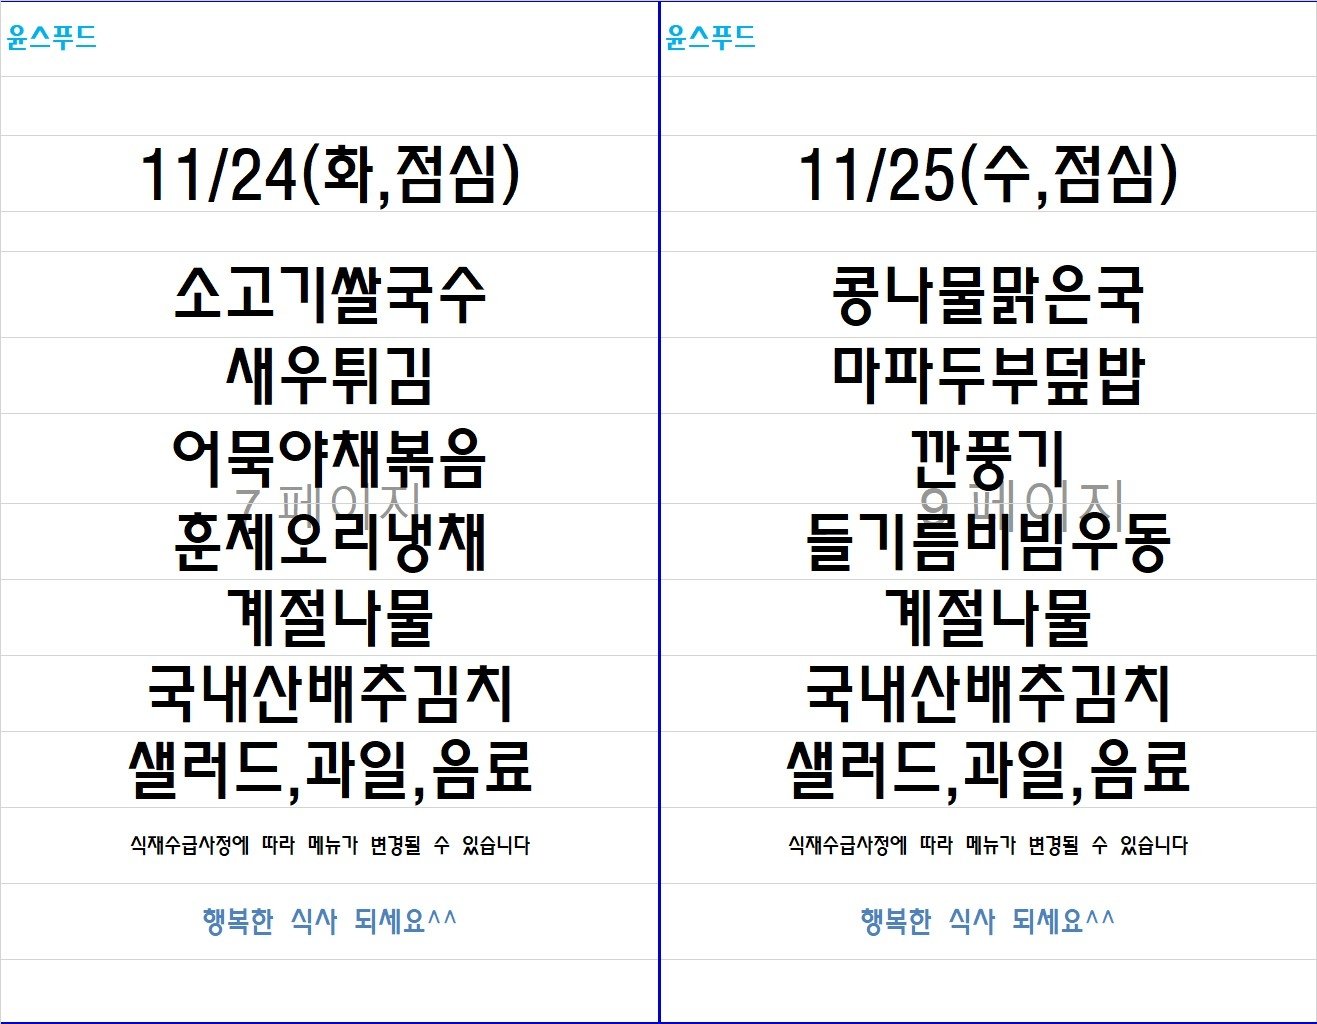 윤스푸드
11/24(화,점심)
소고기쌀국수
새우튀김
어묵야채볶음
7 페이지
훈제오리냉채
계절나물
국내산배추김치
샐러드,과일,음료
식재수급사정에 따라 메뉴가 변경될 수 있습니다
행복한 식사 되세요^^
윤스푸드
11/25(수,점심)
콩나물맑은국
마파두부덮밥
깐풍기
9 페이지
들기름비빔우동
계절나물
국내산배추김치
샐러드,과일,음료
식재수급사정에 따라 메뉴가 변경될 수 있습니다
행복한 식사 되세요^^